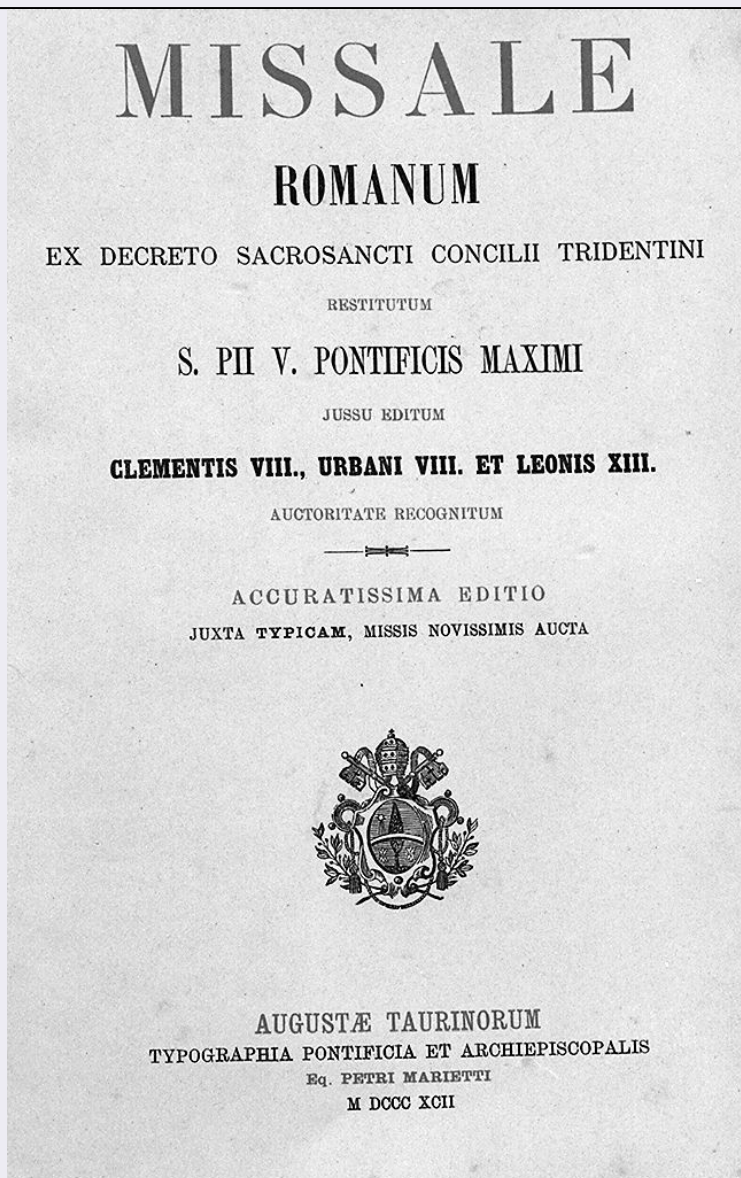 MISSALE
ROMANUM
EX DECRETO SACROSANCTI CONCILII TRIDENTINI
RESTITUTUM
S. PII V. PONTIFICIS MAXIMI
JUSSU EDITUM
CLEMENTIS VIII., URBANI VIII. ET LEONIS XIII.
AUCTORITATE RECOGNITUM
ACCURATISSIMA EDITIO
JUXTA TYPICAM, MISSIS NOVISSIMIS AUCTA
AUGUSTÆ TAURINORUM
TYPOGRAPHIA PONTIFICIA ET ARCHIEPISCOPALIS
Eq. PETRI MARIETTI
M DCCC XCII